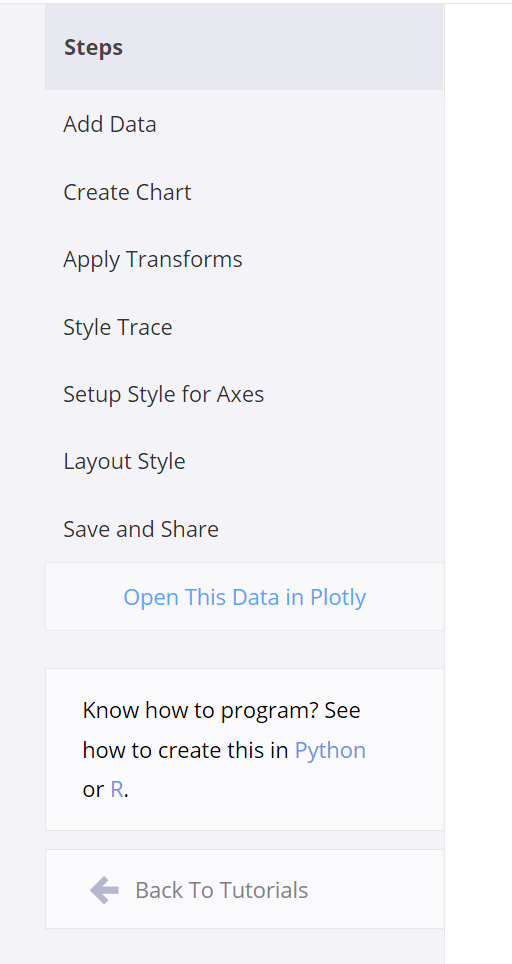 Steps
Add Data
Create Chart
Apply Transforms
Style Trace
Setup Style for Axes
Layout Style
Save and Share
Open This Data in Plotly
Know how to program? See
how to create this in Python
or R.
Back To Tutorials